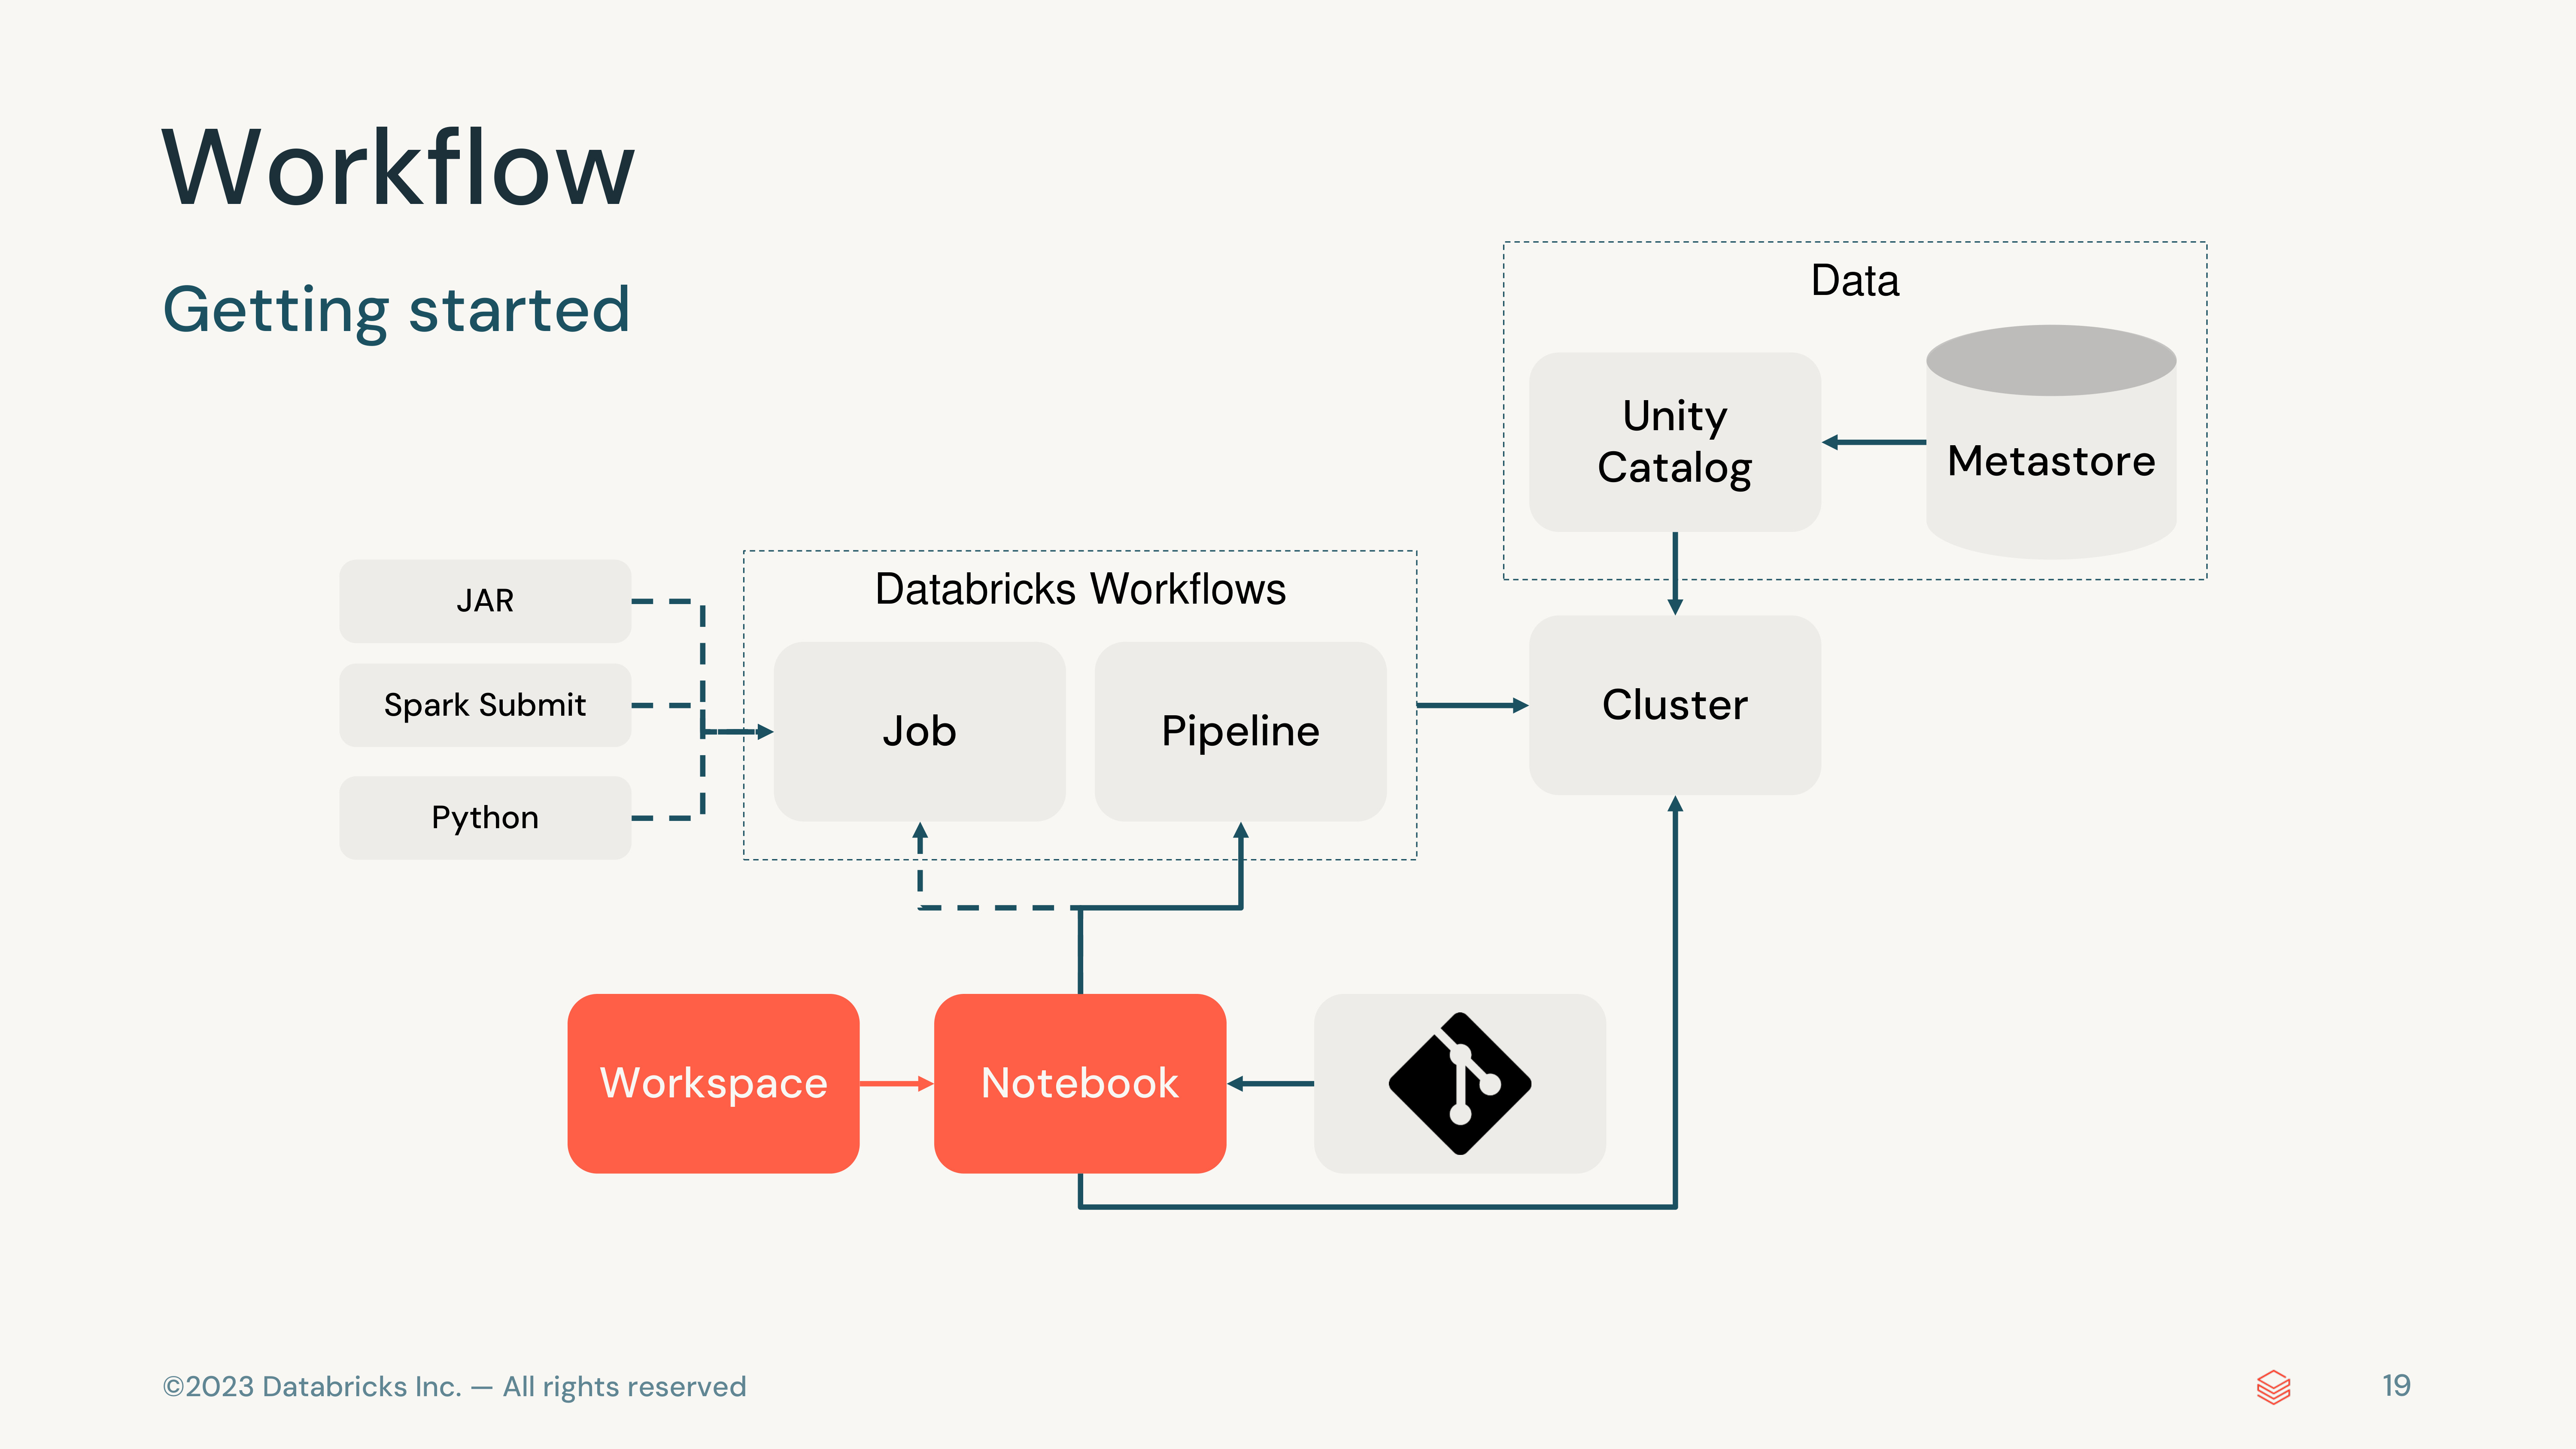 Workflow
Getting started
Data
Unity
Catalog
Metastore
JAR
Spark Submit
Python
Databricks Workflows
Job
Pipeline
Cluster
Workspace
Notebook
©2023 Databricks Inc. — All rights reserved
19